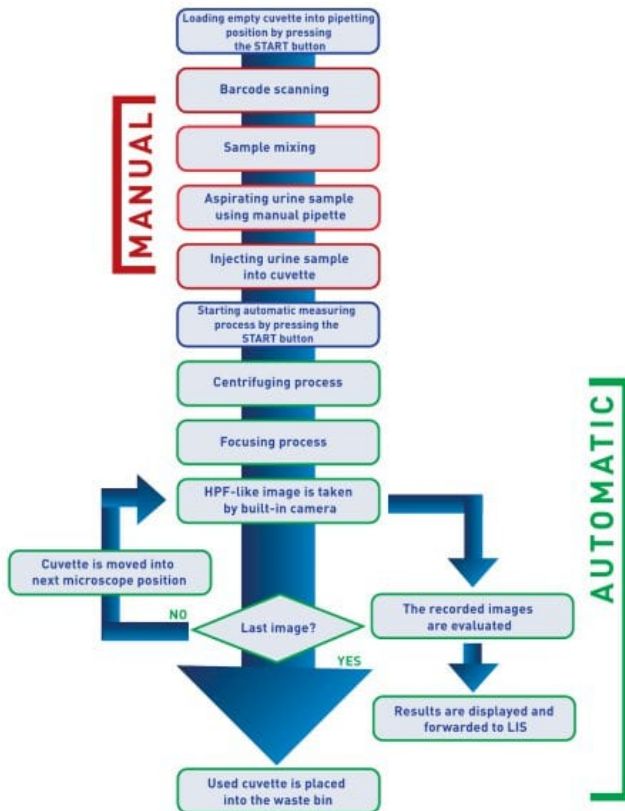 Loading empty cuvette into pipetting
position by pressing
the START button
Barcode scanning
MANUAL
Sample mixing
Aspirating urine sample
using manual pipette
Injecting urine sample
into cuvette
Starting automatic measuring
process by pressing the
START button
Centrifuging process
AUTOMATIC
Focusing process
HPF-like image is taken
by built-in camera
Cuvette is moved into
next microscope position
NO
Last image?
YES
The recorded images
are evaluated
Results are displayed and
forwarded to LIS
Used cuvette is placed
into the waste bin